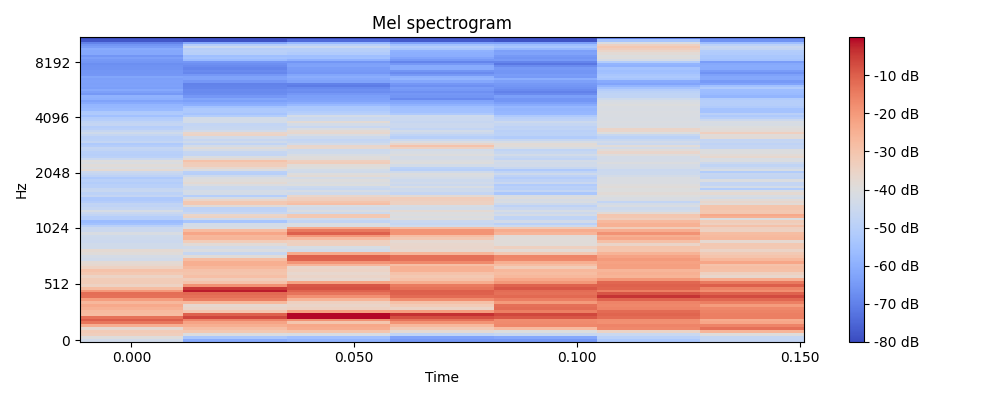 Mel spectrogram
Hz
8192
4096
2048
1024
512
0
0.000
0.050
0.100
0.150
Time
-10 dB
-20 dB
-30 dB
-40 dB
-50 dB
-60 dB
-70 dB
-80 dB